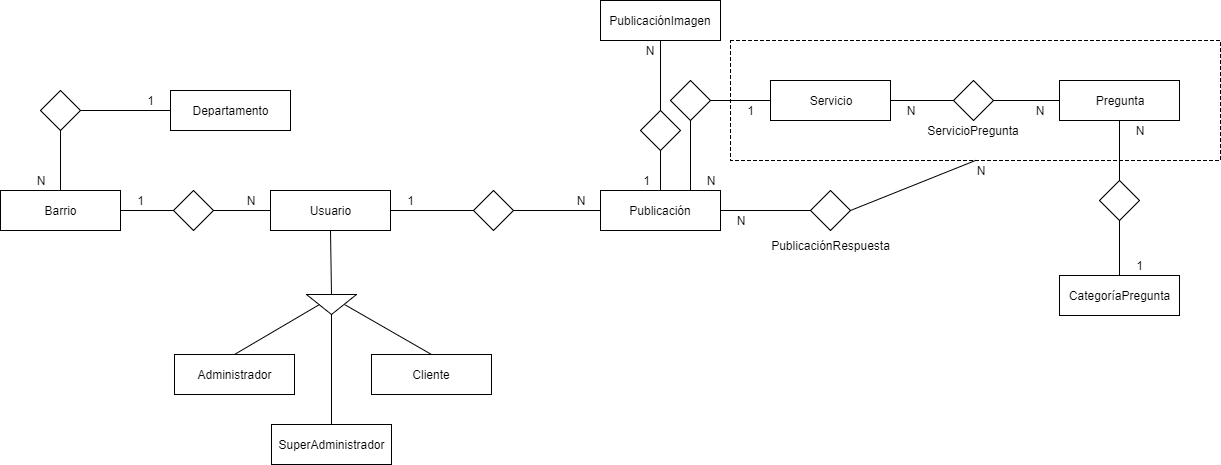 PublicaciónImagen
N
1
Departamento
1
Servicio
N
N
Pregunta
ServicioPregunta
N
N
1
N
N
Barrio
1
N
Usuario
1
N
Publicación
N
PublicaciónRespuesta
1
CategoríaPregunta
Administrador
Cliente
SuperAdministrador